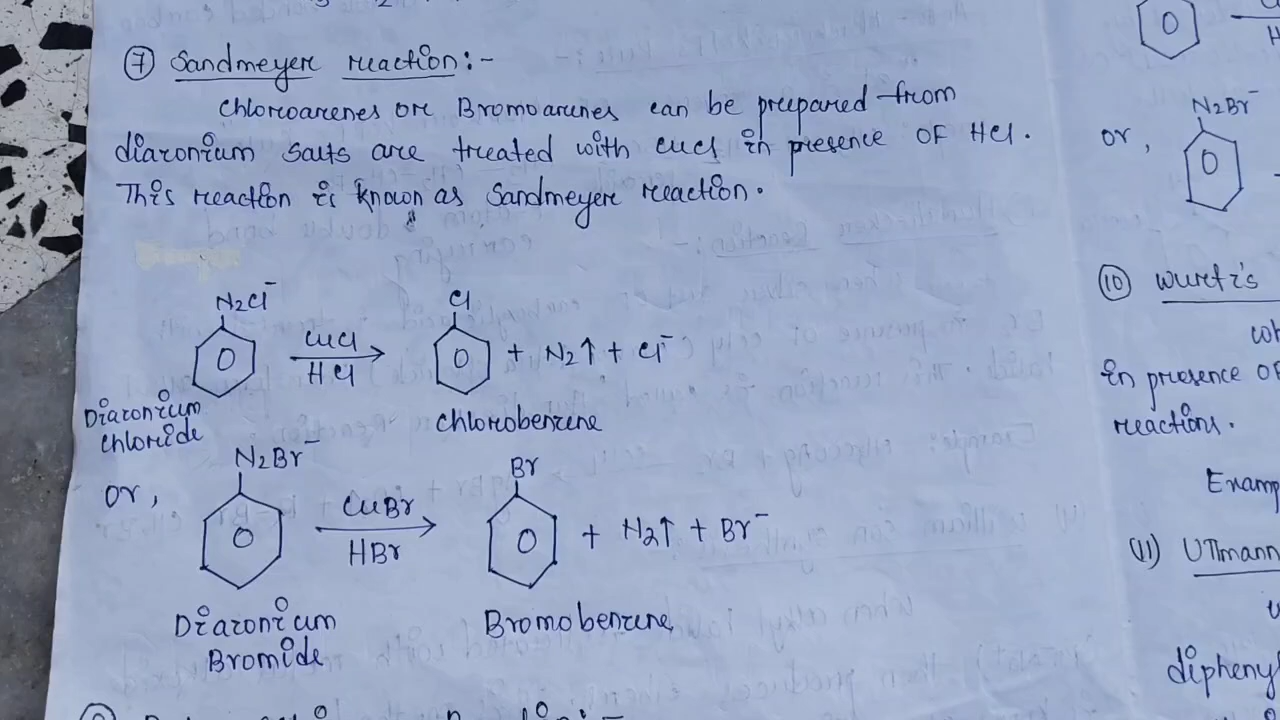 7 Sandmeyer reaction:-
Chloroarenes or Bromoarenes can be prepared from
diazonium salts are treated with CuCl in presence of HCl.
This reaction is known as Sandmeyer reaction.
N2Cl⁻
CuCl
HCl
Cl
+ N2↑ + Cl⁻
Diazonium
Chloride
Chlorobenzene
or,
N2Br⁻
CuBr
HBr
Br
+ N2↑ + Br⁻
Diazonium
Bromide
Bromobenzene
H
or,
N2Br⁻
10 Wurtz's
in presence of
reactions.
Examp
(11) Ullmann
diphenyl